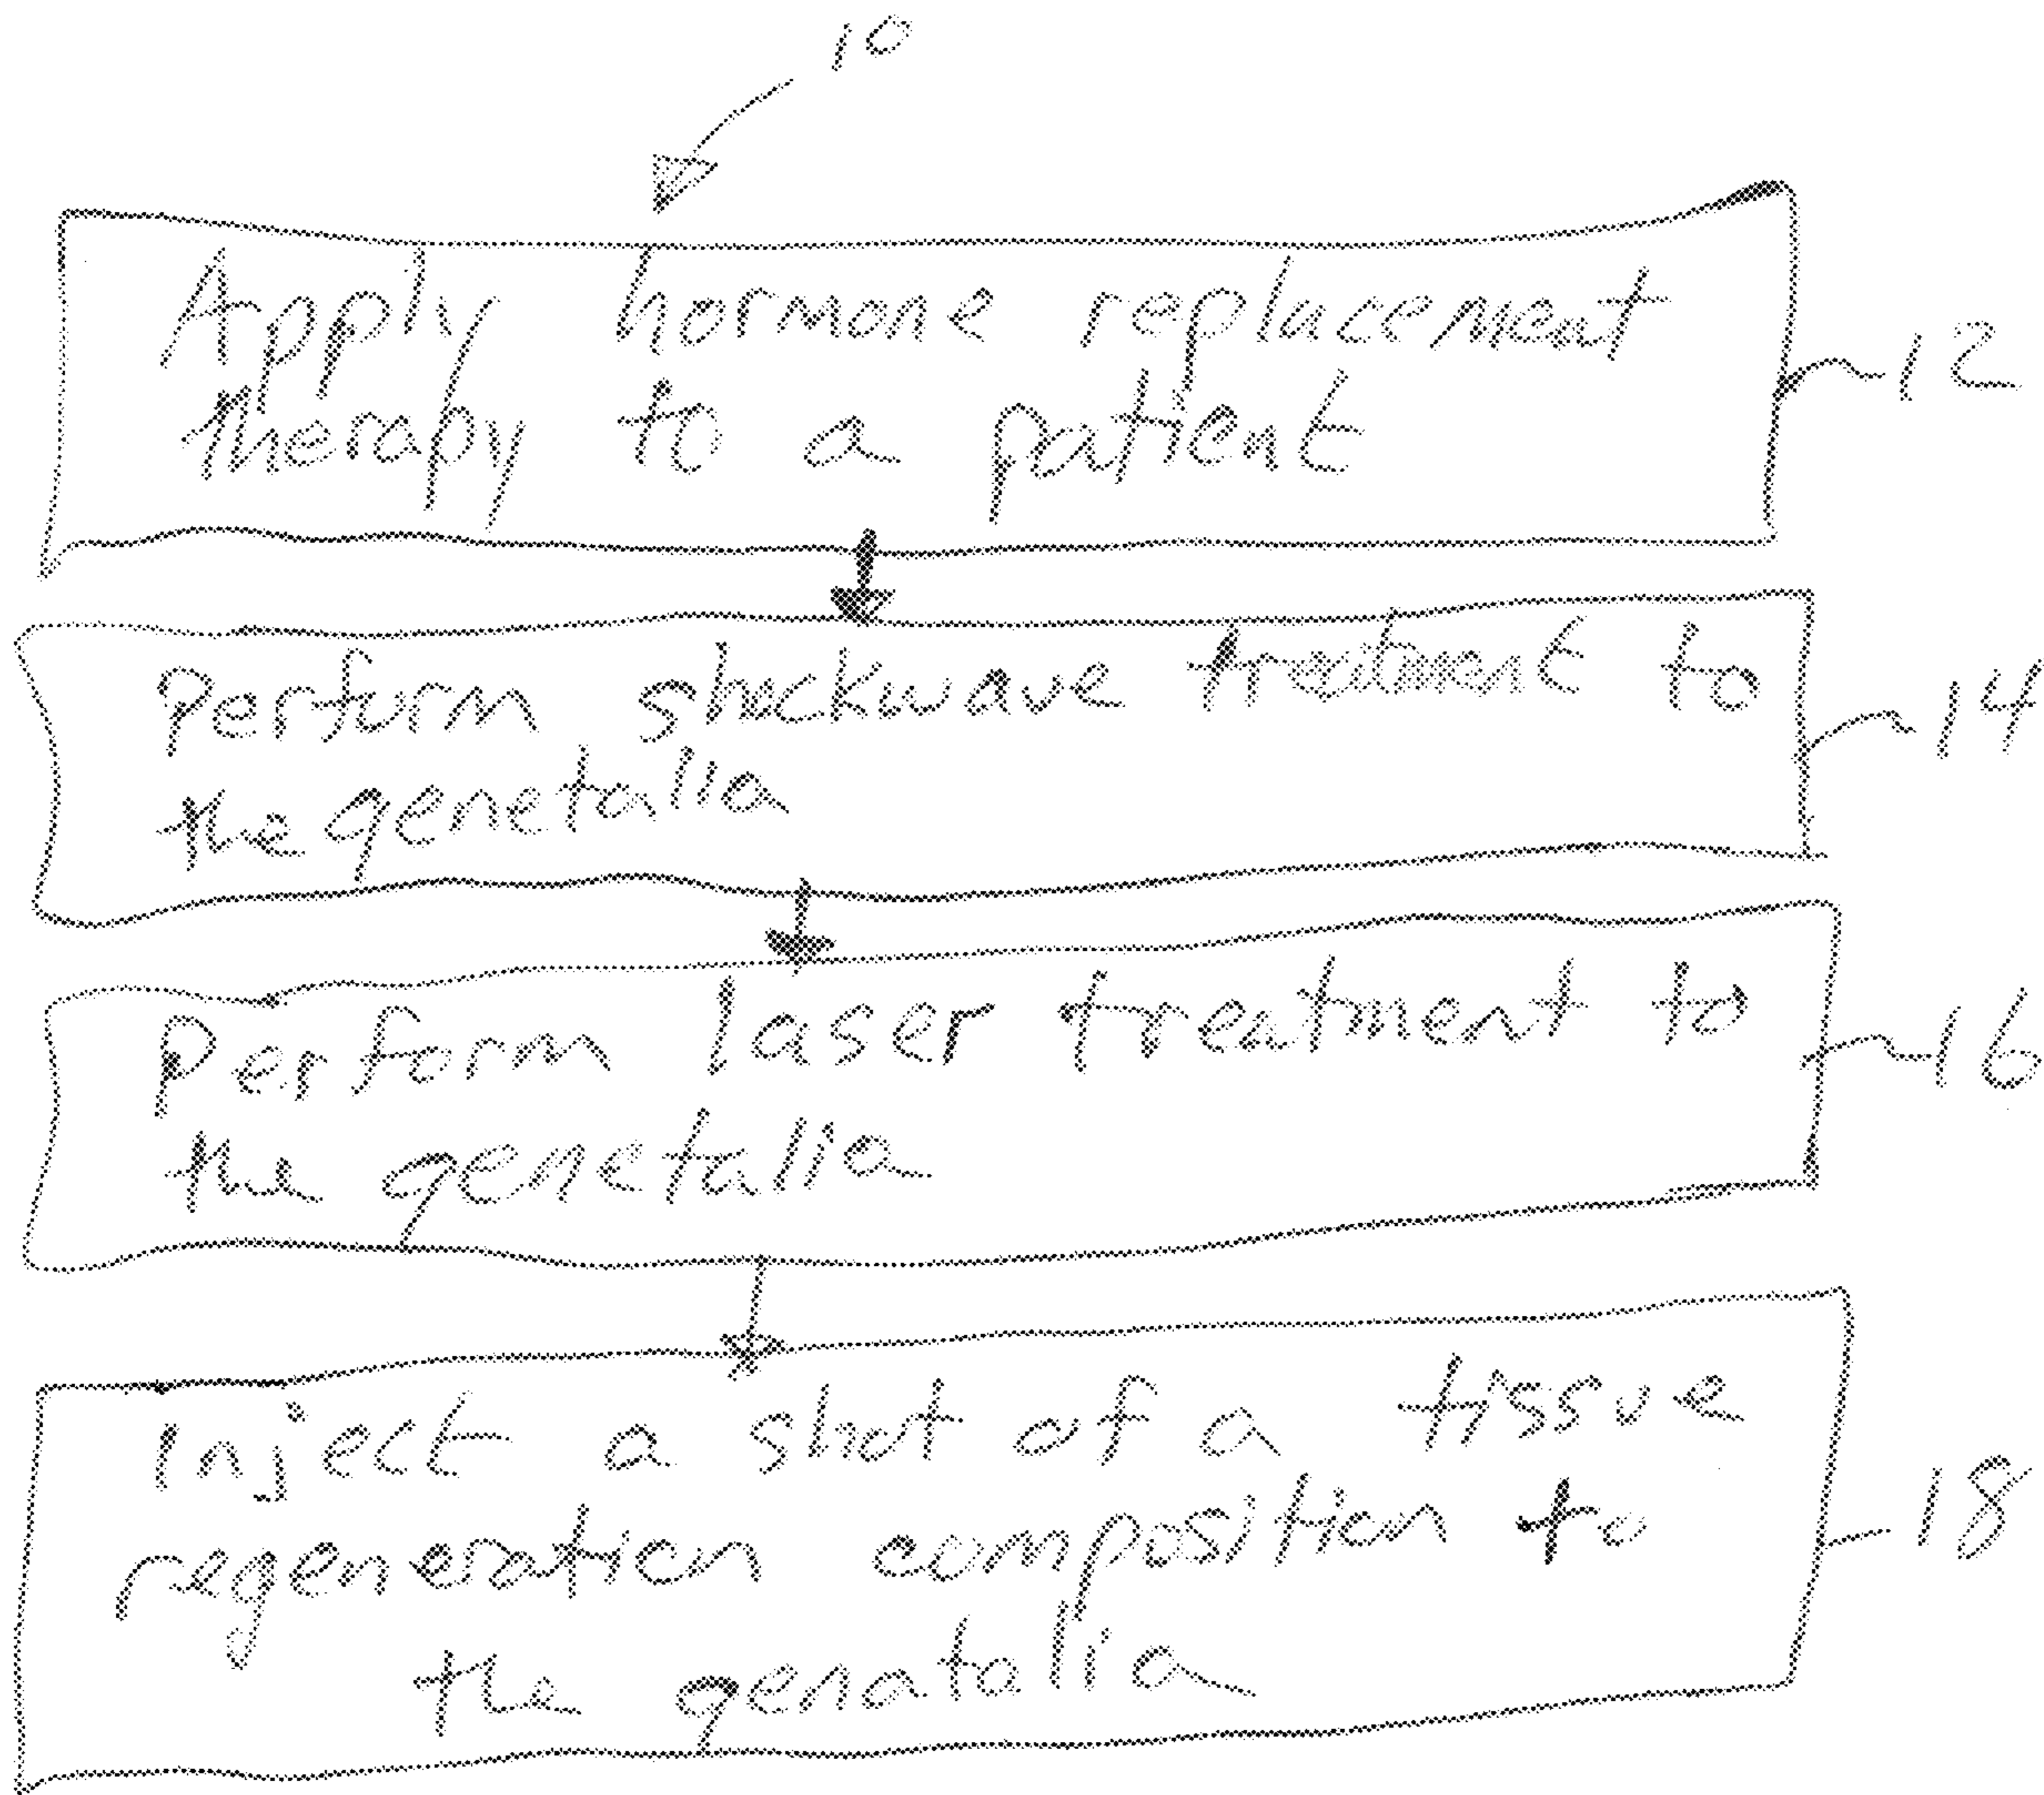 10
Apply hormone replacement
therapy to a patient
12
Perform shockwave treatment to
the genetalia
14
Perform laser treatment to
the genetalia
16
Inject a shot of a tissue
regeneration composition to
the genatalia
18